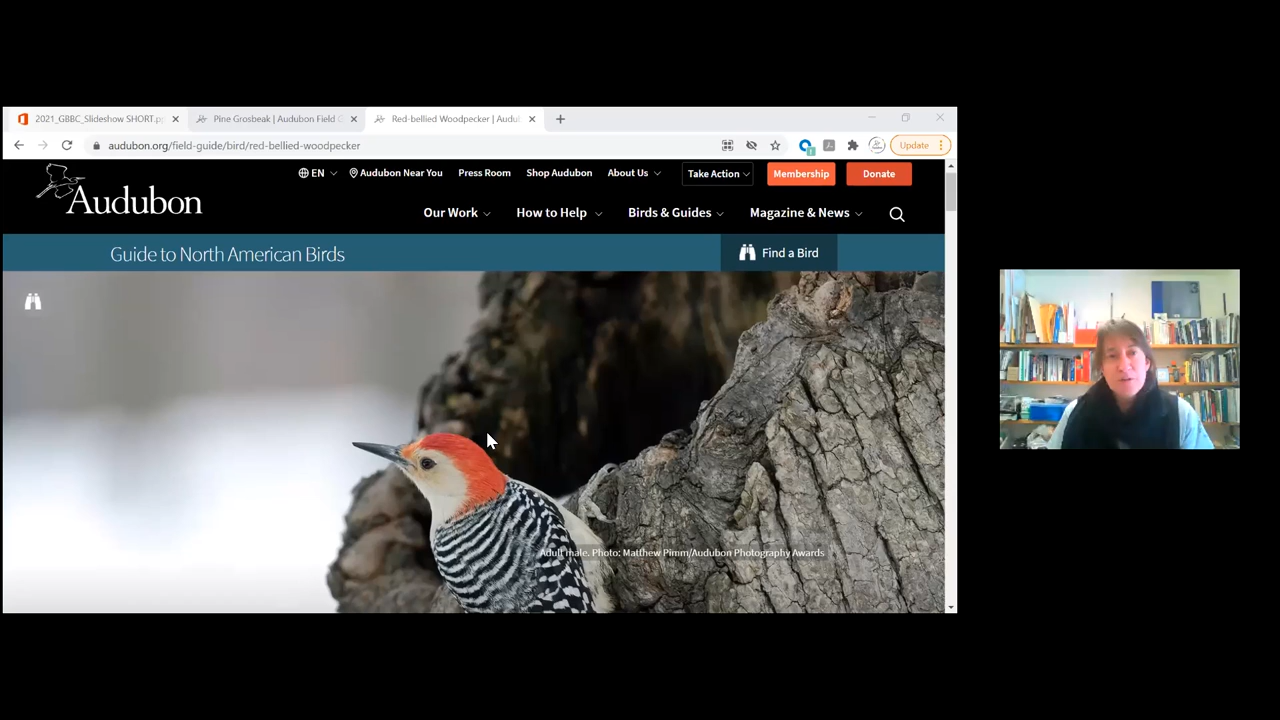 2021_GBBC_Slideshow SHORT.pp
Pine Grosbeak | Audubon Field G
Red-bellied Woodpecker | Audu
audubon.org/field-guide/bird/red-bellied-woodpecker
Update
EN
Audubon Near You
Press Room
Shop Audubon
About Us
Take Action
Membership
Donate
Audubon
Our Work
How to Help
Birds & Guides
Magazine & News
Guide to North American Birds
Find a Bird
Adult male. Photo: Matthew Pimm/Audubon Photography Awards
3